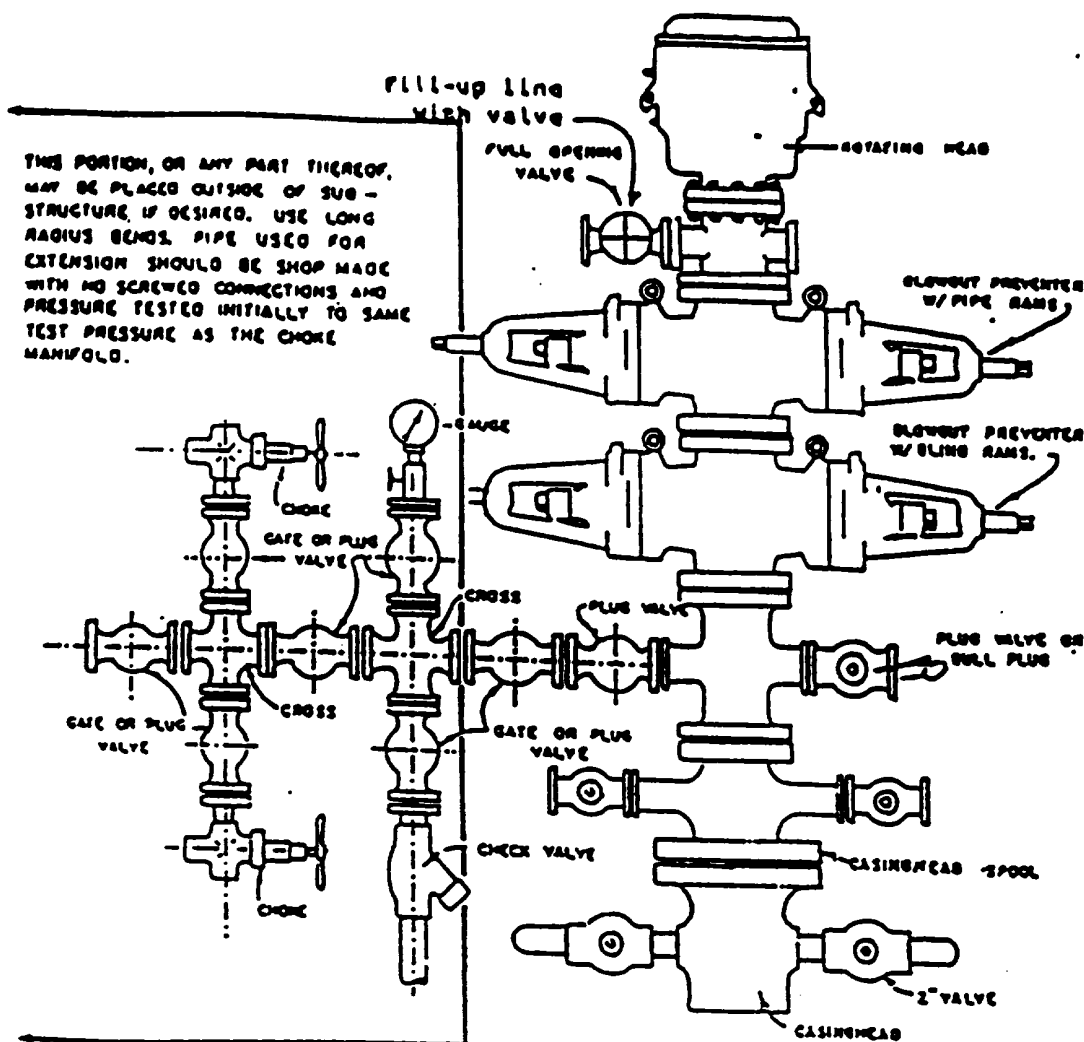 Fill-up line
with valve
FULL OPENING
VALVE
ROTATING HEAD
THIS PORTION, OR ANY PART THEREOF,
MAY BE PLACED OUTSIDE OF SUB-
STRUCTURE IF DESIRED. USE LONG
RADIUS BENDS. PIPE USED FOR
EXTENSION SHOULD BE SHOP MADE
WITH NO SCREWED CONNECTIONS AND
PRESSURE TESTED INITIALLY TO SAME
TEST PRESSURE AS THE CHOKE
MANIFOLD.
BLOWOUT PREVENTER
W/ PIPE RAMS
GAUGE
BLOWOUT PREVENTER
W/ BLIND RAMS.
CHOKE
GATE OR PLUG
VALVE
CROSS
PLUG VALVE
PLUG VALVE OR
BULL PLUG
CROSS
GATE OR PLUG
VALVE
GATE OR PLUG
VALVE
CHECK VALVE
CASINGHEAD SPOOL
CHOKE
2" VALVE
CASINGHEAD